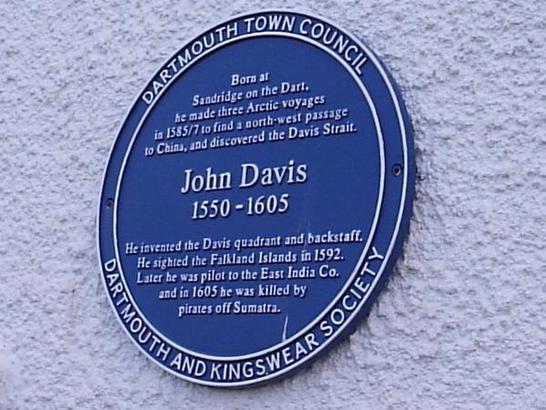 DARTMOUTH TOWN COUNCIL
Born at
Sandridge on the Dart,
he made three Arctic voyages
in 1585/7 to find a north-west passage
to China, and discovered the Davis Strait.
John Davis
1550 - 1605
He invented the Davis quadrant and backstaff.
He sighted the Falkland Islands in 1592.
Later he was pilot to the East India Co.
and in 1605 he was killed by
pirates off Sumatra.
DARTMOUTH AND KINGSWEAR SOCIETY